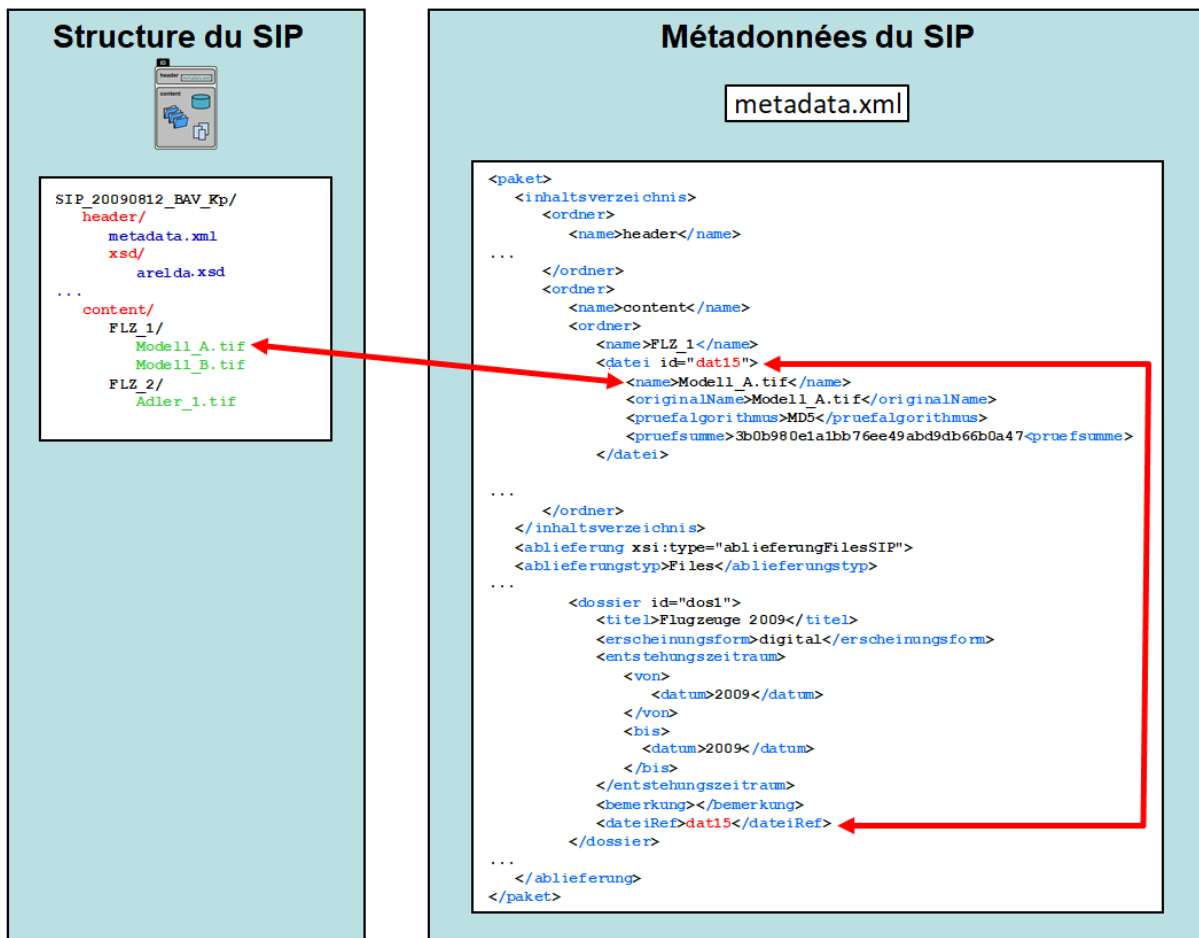 Structure du SIP
ID
header
metadata.xml
content
SIP_20090812_BAV_Kp/
header/
metadata.xml
xsd/
arelda.xsd
...
content/
FLZ_1/
Modell_A.tif
Modell_B.tif
FLZ_2/
Adler_1.tif
Métadonnées du SIP
metadata.xml
<paket>
<inhaltsverzeichnis>
<ordner>
<name>header</name>
...
</ordner>
<ordner>
<name>content</name>
<ordner>
<name>FLZ_1</name>
<datei id="dat15">
<name>Modell_A.tif</name>
<originalName>Modell_A.tif</originalName>
<pruefalgorithmus>MD5</pruefalgorithmus>
<pruefsumme>3b0b980e1a1bb76ee49abd9db66b0a47<pruefsumme>
</datei>
...
</ordner>
</inhaltsverzeichnis>
<ablieferung xsi:type="ablieferungFilesSIP">
<ablieferungstyp>Files</ablieferungstyp>
...
<dossier id="dos1">
<titel>Flugzeuge 2009</titel>
<erscheinungsform>digital</erscheinungsform>
<entstehungszeitraum>
<von>
<datum>2009</datum>
</von>
<bis>
<datum>2009</datum>
</bis>
</entstehungszeitraum>
<bemerkung></bemerkung>
<dateiRef>dat15</dateiRef>
</dossier>
...
</ablieferung>
</paket>